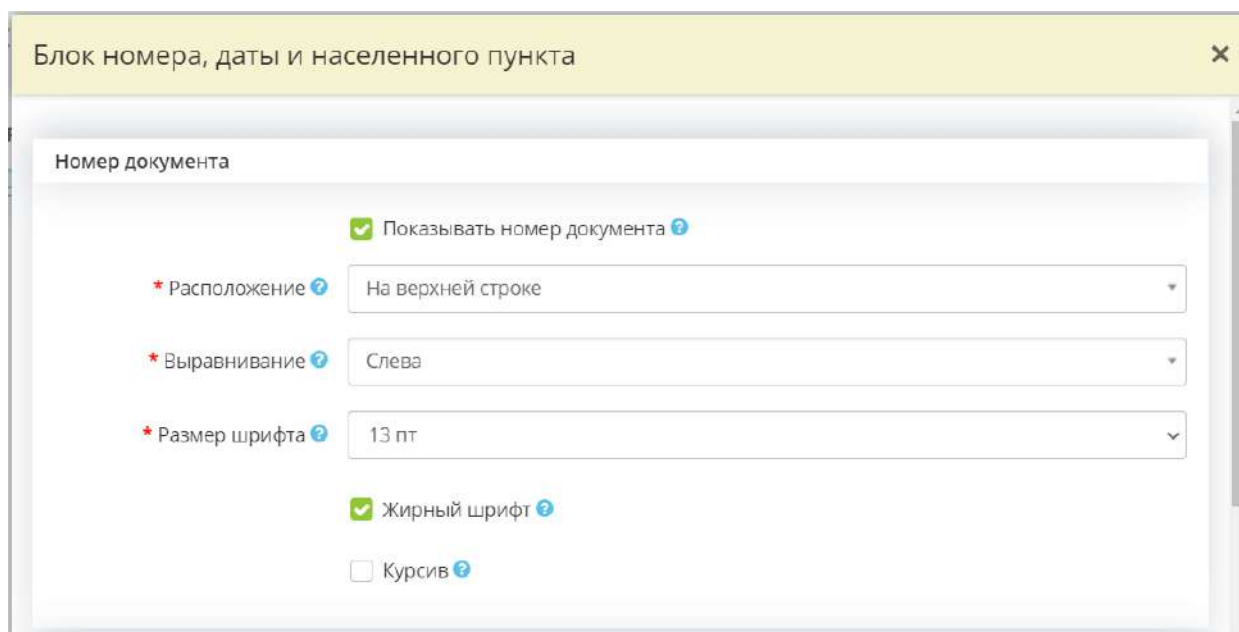 Блок номера, даты и населенного пункта
Номер документа
Показывать номер документа
* Расположение На верхней строке
* Выравнивание Слева
* Размер шрифта 13 пт
Жирный шрифт
Курсив